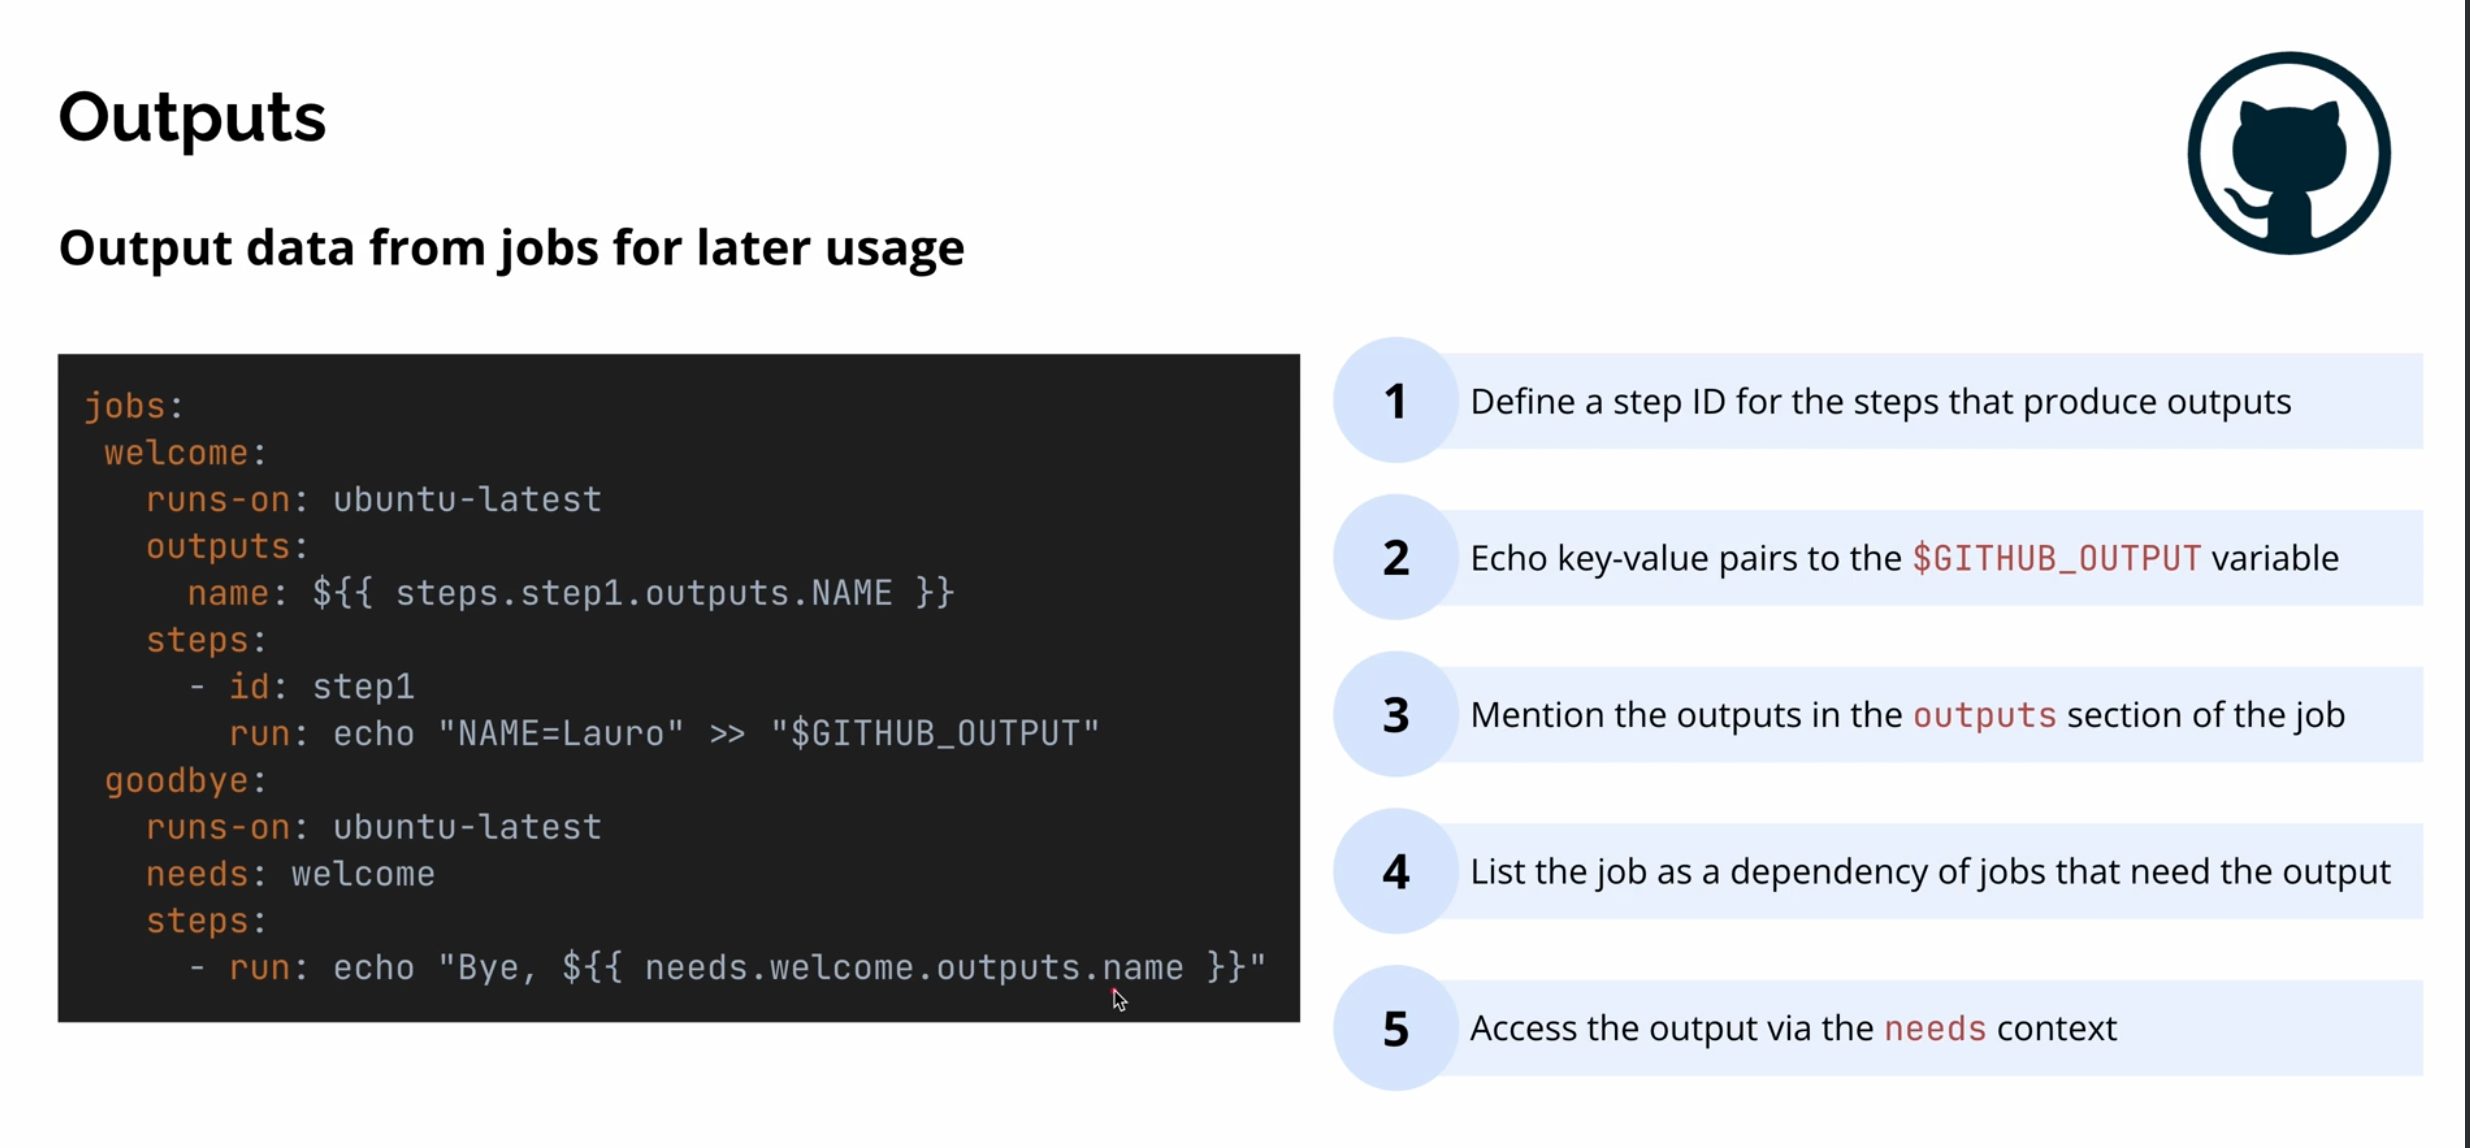 Outputs
Output data from jobs for later usage
jobs:
 welcome:
   runs-on: ubuntu-latest
   outputs:
     name: ${{ steps.step1.outputs.NAME }}
   steps:
     - id: step1
       run: echo "NAME=Lauro" >> "$GITHUB_OUTPUT"
 goodbye:
   runs-on: ubuntu-latest
   needs: welcome
   steps:
     - run: echo "Bye, ${{ needs.welcome.outputs.name }}"
1 Define a step ID for the steps that produce outputs
2 Echo key-value pairs to the $GITHUB_OUTPUT variable
3 Mention the outputs in the outputs section of the job
4 List the job as a dependency of jobs that need the output
5 Access the output via the needs context